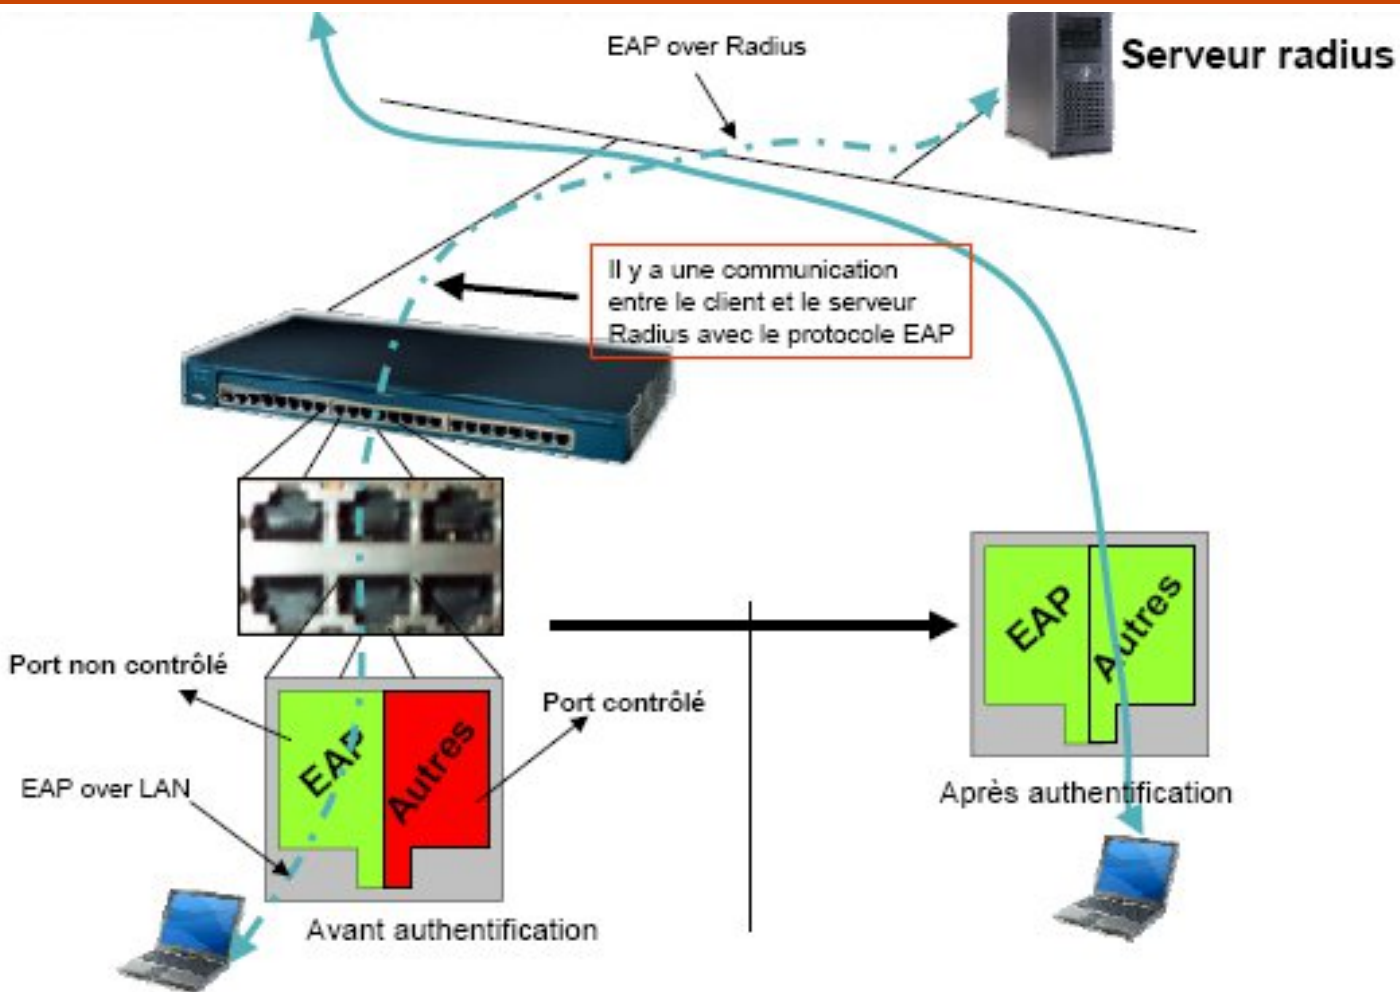 EAP over Radius
Serveur radius
Il y a une communication
entre le client et le serveur
Radius avec le protocole EAP
Port non contrôlé
Port contrôlé
EAP
Autres
EAP over LAN
Avant authentification
EAP
Autres
Après authentification